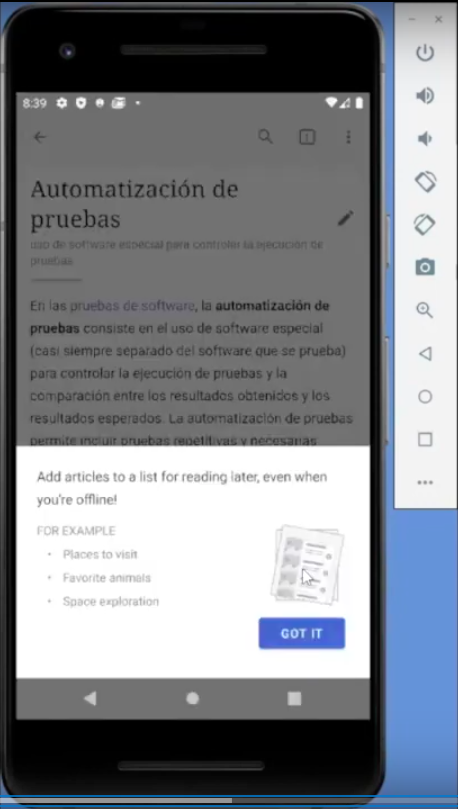 8:39
1
Automatización de
pruebas
uso de software especial para controlar la ejecución de
pruebas
En las pruebas de software, la automatización de
pruebas consiste en el uso de software especial
(casi siempre separado del software que se prueba)
para controlar la ejecución de pruebas y la
comparación entre los resultados obtenidos y los
resultados esperados. La automatización de pruebas
permite incluir pruebas repetitivas y necesarias
Add articles to a list for reading later, even when
you're offline!
FOR EXAMPLE
• Places to visit
• Favorite animals
• Space exploration
GOT IT